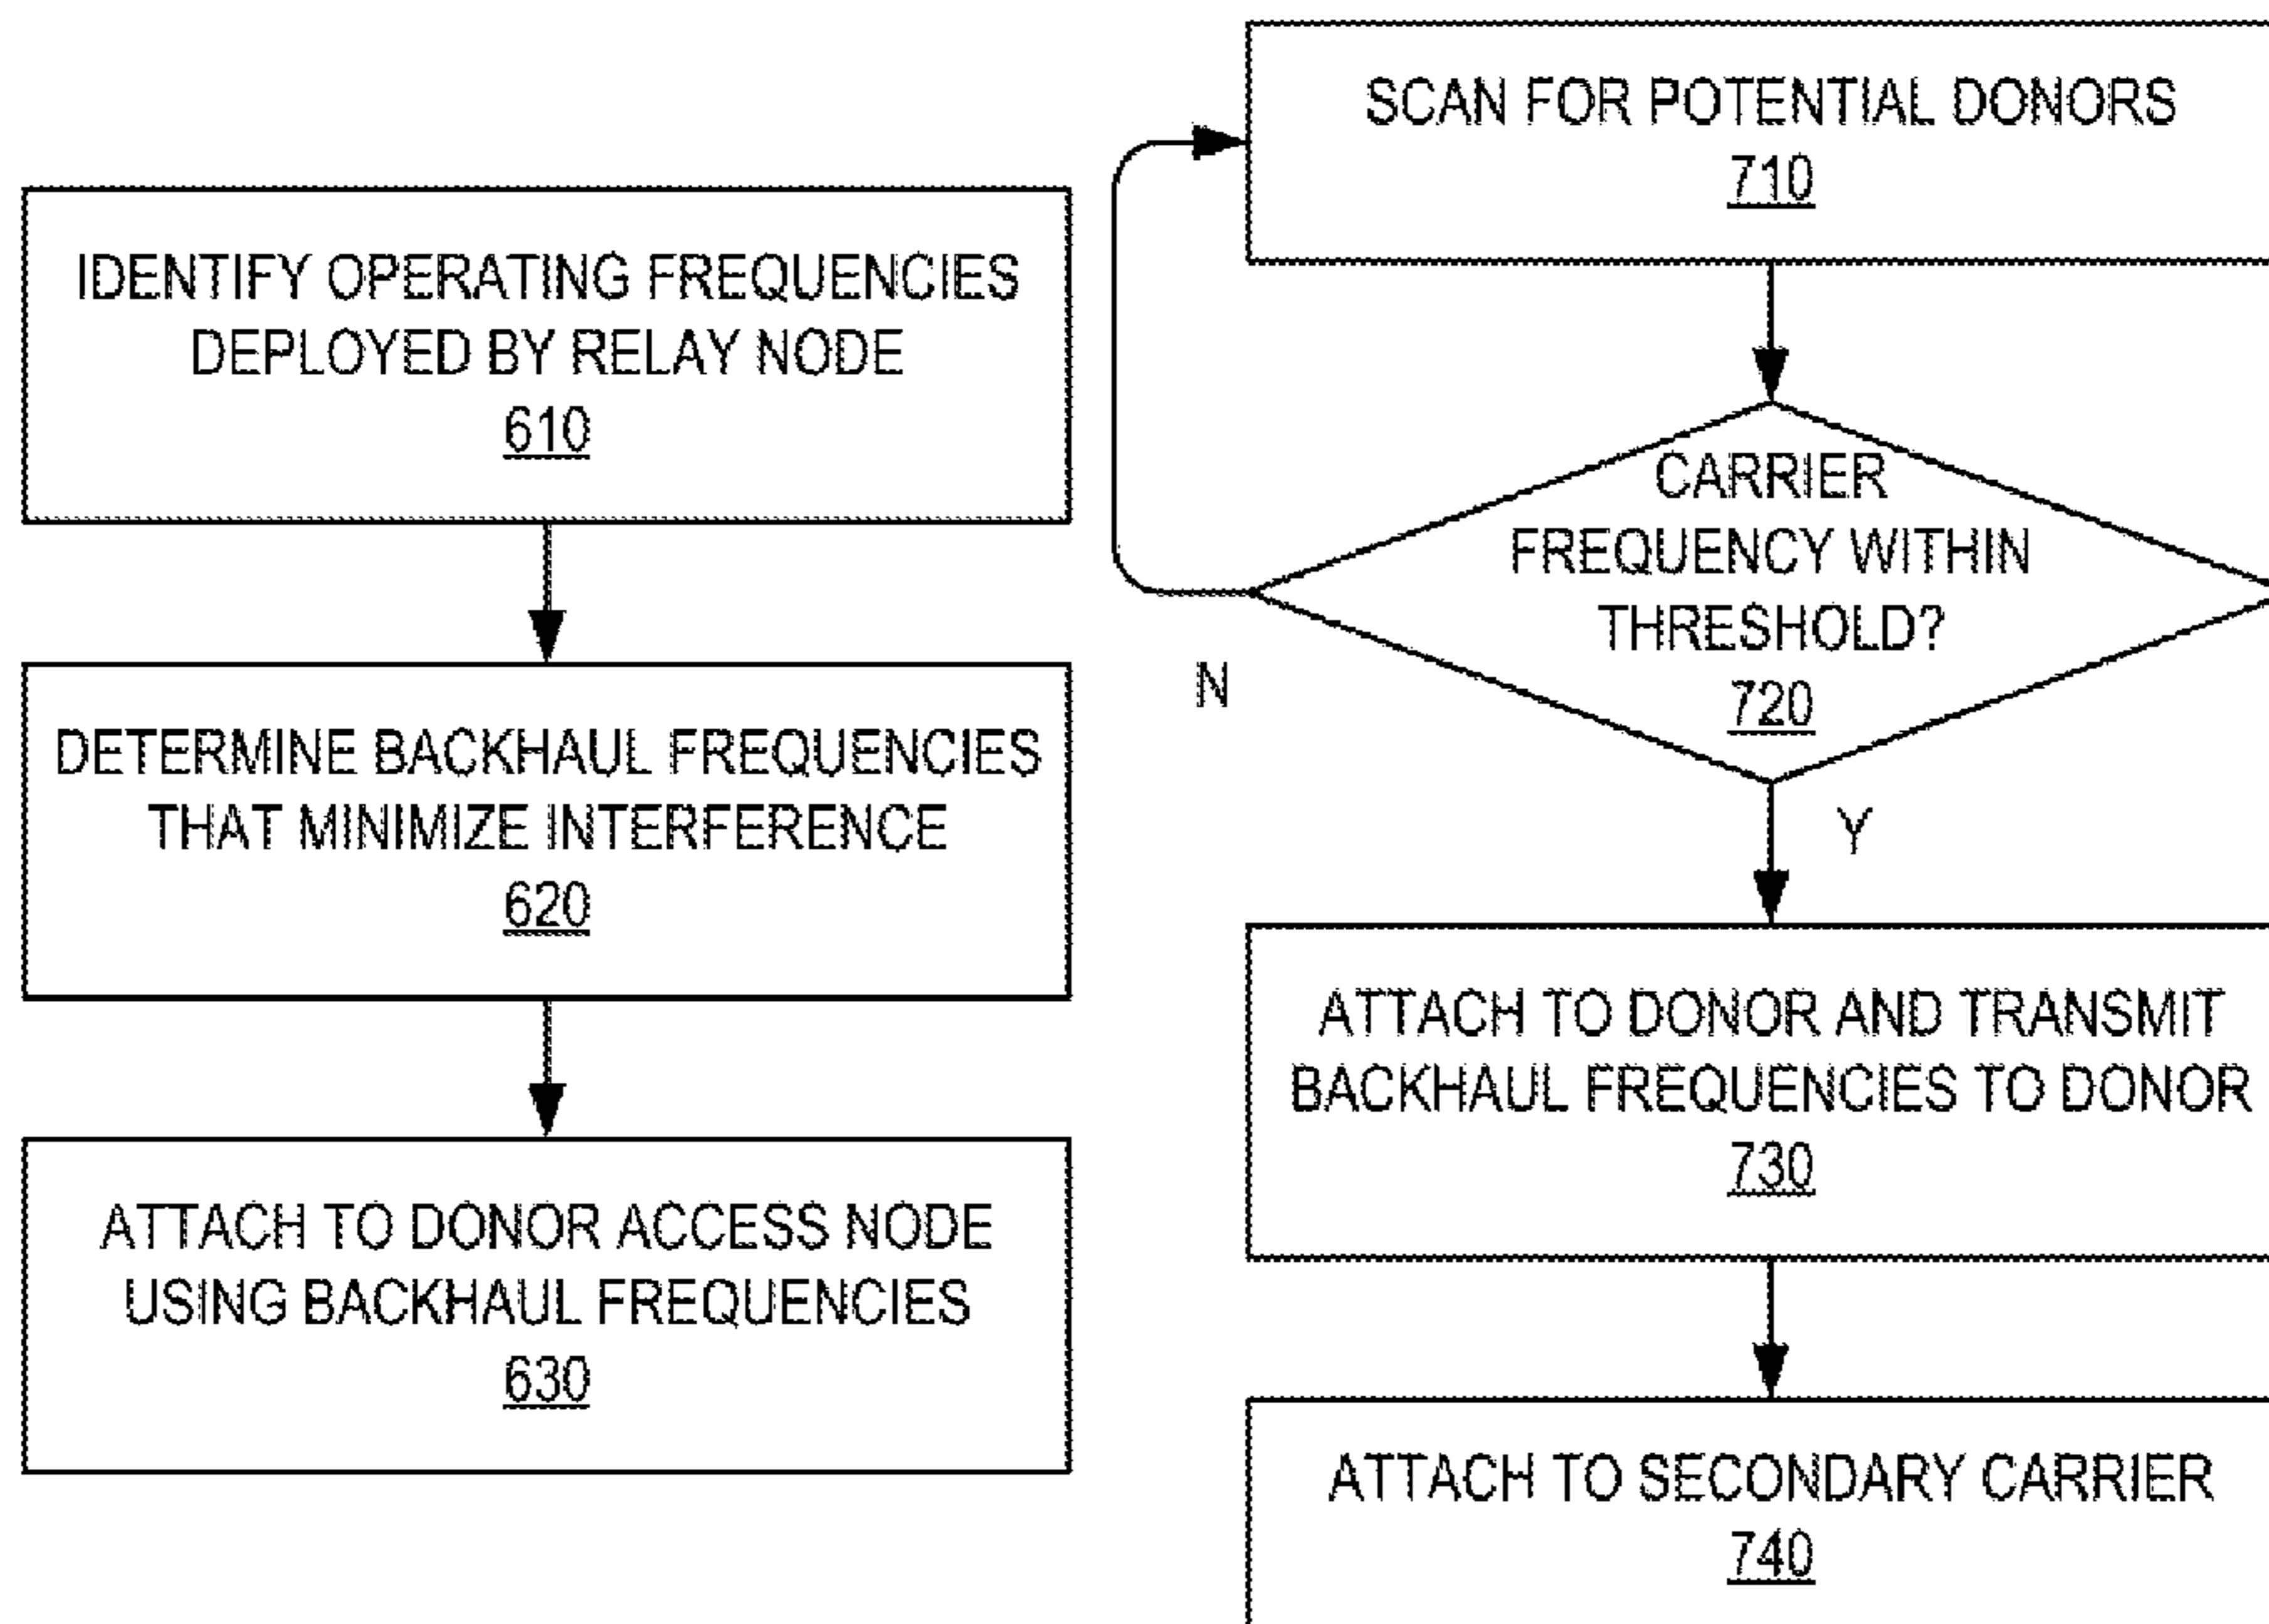 IDENTIFY OPERATING FREQUENCIES
DEPLOYED BY RELAY NODE
610
DETERMINE BACKHAUL FREQUENCIES
THAT MINIMIZE INTERFERENCE
620
ATTACH TO DONOR ACCESS NODE
USING BACKHAUL FREQUENCIES
630
SCAN FOR POTENTIAL DONORS
710
CARRIER
FREQUENCY WITHIN
THRESHOLD?
720
N
Y
ATTACH TO DONOR AND TRANSMIT
BACKHAUL FREQUENCIES TO DONOR
730
ATTACH TO SECONDARY CARRIER
740